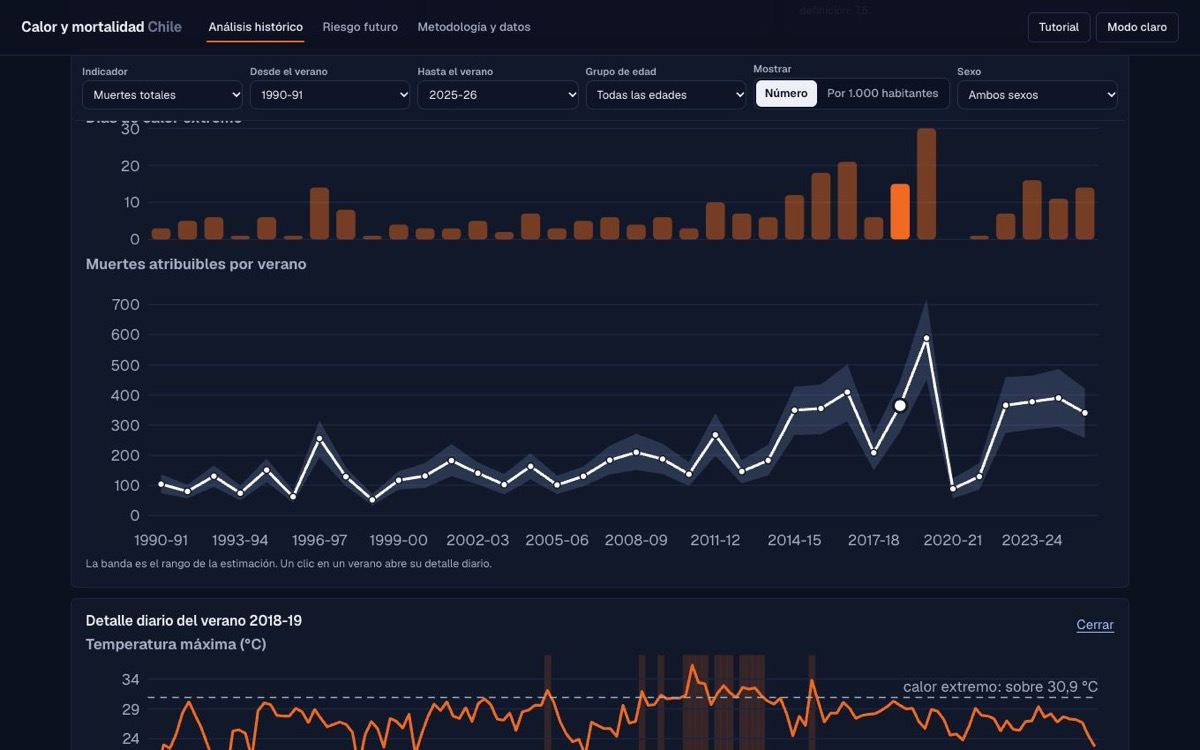 Calor y mortalidad Chile
Análisis histórico
Riesgo futuro
Metodología y datos
Tutorial
Modo claro
Indicador
Muertes totales
Desde el verano
1990-91
Hasta el verano
2025-26
Grupo de edad
Todas las edades
Mostrar
Número
Por 1.000 habitantes
Sexo
Ambos sexos
Días de calor extremo
30
20
10
0
Muertes atribuibles por verano
700
600
500
400
300
200
100
0
1990-91
1993-94
1996-97
1999-00
2002-03
2005-06
2008-09
2011-12
2014-15
2017-18
2020-21
2023-24
La banda es el rango de la estimación. Un clic en un verano abre su detalle diario.
Detalle diario del verano 2018-19
Cerrar
Temperatura máxima (°C)
calor extremo: sobre 30,9 °C
34
29
24